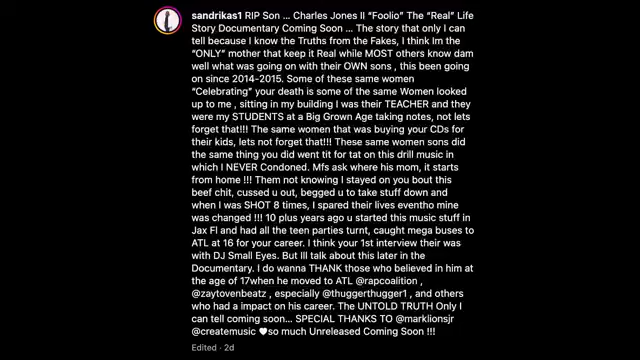 sandrikas1 RIP Son ... Charles Jones II “Foolio” The “Real” Life
Story Documentary Coming Soon ... The story that only I can
tell because I know the Truths from the Fakes, I think Im the
“ONLY” mother that keep it Real while MOST others know dam
well what was going on with their OWN sons , this been going
on since 2014-2015. Some of these same women
“Celebrating” your death is some of the same Women looked
up to me , sitting in my building I was their TEACHER and they
were my STUDENTS at a Big Grown Age taking notes, not lets
forget that!!! The same women that was buying your CDs for
their kids, lets not forget that!!! These same women sons did
the same thing you did went tit for tat on this drill music in
which I NEVER Condoned. Mfs ask where his mom, it starts
from home !!! Them not knowing I stayed on you bout this
beef chit, cussed u out, begged u to take stuff down and
when I was SHOT 8 times, I spared their lives eventho mine
was changed !!! 10 plus years ago u started this music stuff in
Jax Fl and had all the teen parties turnt, caught mega buses to
ATL at 16 for your career. I think your 1st interview their was
with DJ Small Eyes. But Ill talk about this later in the
Documentary. I do wanna THANK those who believed in him at
the age of 17when he moved to ATL @rapcoalition ,
@zaytovenbeatz , especially @thuggerthugger1 , and others
who had a impact on his career. The UNTOLD TRUTH Only I
can tell coming soon... SPECIAL THANKS TO @marklionsjr
@createmusic 🤍so much Unreleased Coming Soon !!!
Edited · 2d